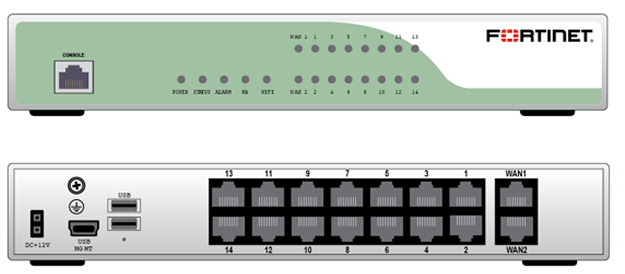 WAN 1 1 3 5 7 9 11 13
FORTINET
CONSOLE
POWER STATUS ALARM HA WIFI WAN 2 2 4 6 8 10 12 14
13 11 9 7 5 3 1 WAN1
USB
DC+12V
USB
MGMT
14 12 10 8 6 4 2 WAN2